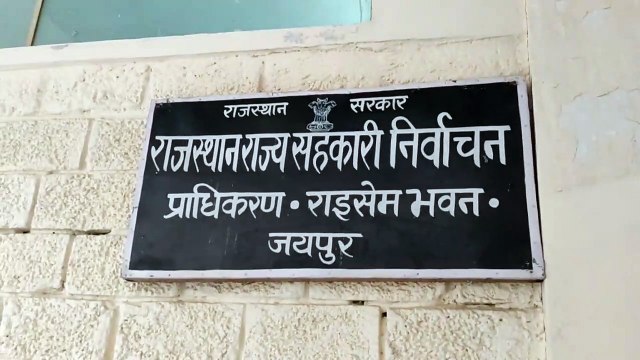 राजस्थान सरकार
राजस्थान राज्य सहकारी निर्वाचन
प्राधिकरण • राइसेम भवन •
जयपुर